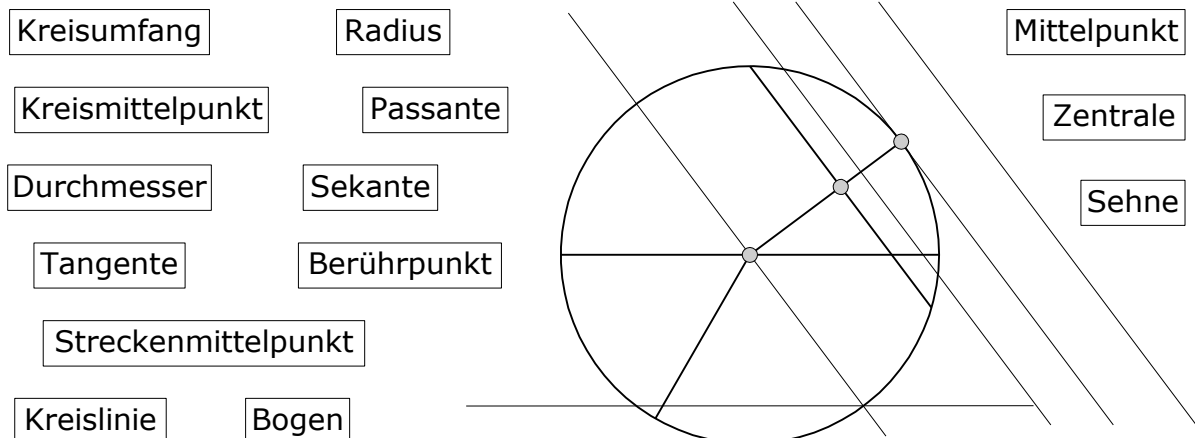 Kreisumfang
Radius
Mittelpunkt
Kreismittelpunkt
Passante
Zentrale
Durchmesser
Sekante
Sehne
Tangente
Berührpunkt
Streckenmittelpunkt
Kreislinie
Bogen